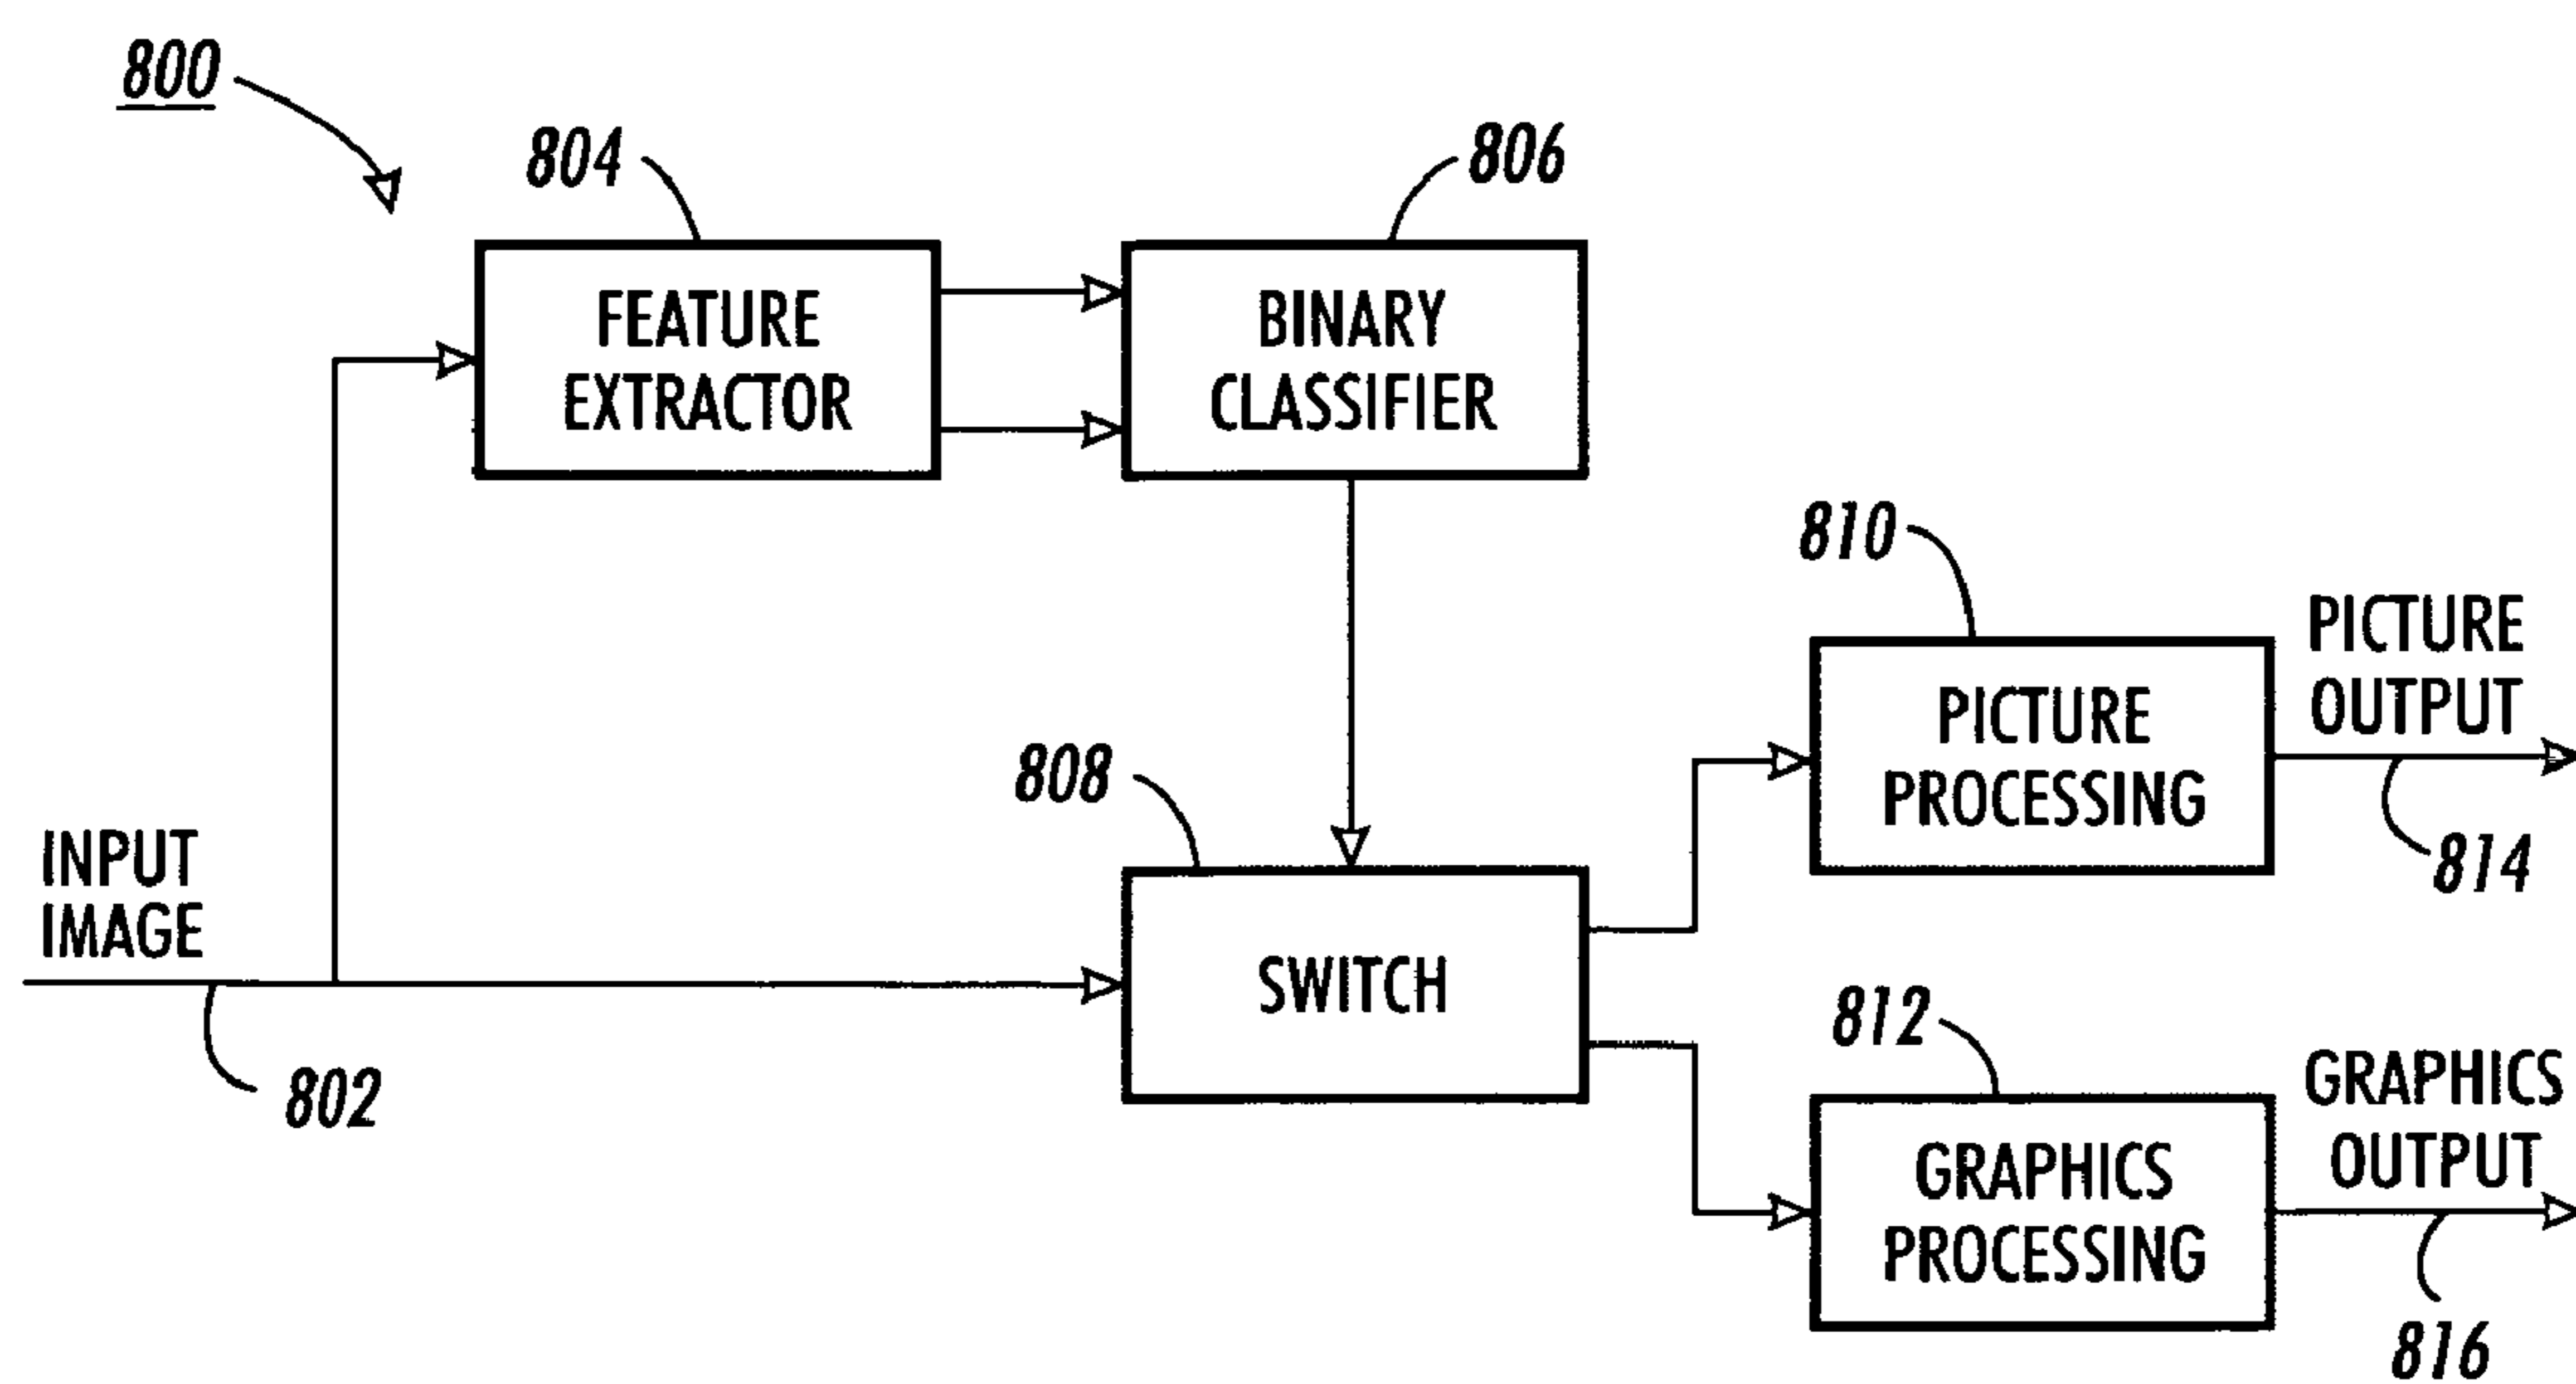 800
804
806
FEATURE
EXTRACTOR
BINARY
CLASSIFIER
810
PICTURE
OUTPUT
PICTURE
PROCESSING
808
814
INPUT
IMAGE
SWITCH
802
812
GRAPHICS
OUTPUT
GRAPHICS
PROCESSING
816